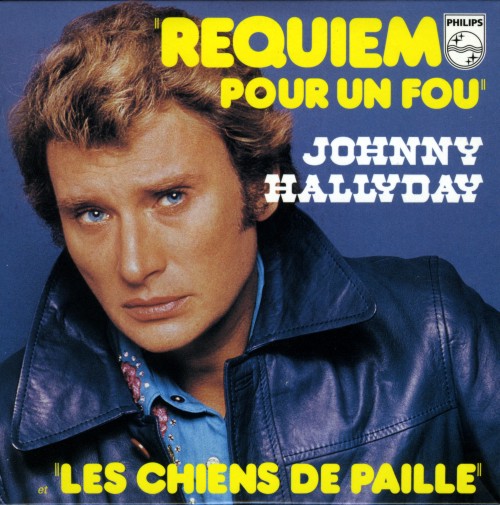 "REQUIEM
POUR UN FOU"
PHILIPS
JOHNNY
HALLYDAY
et "LES CHIENS DE PAILLE"